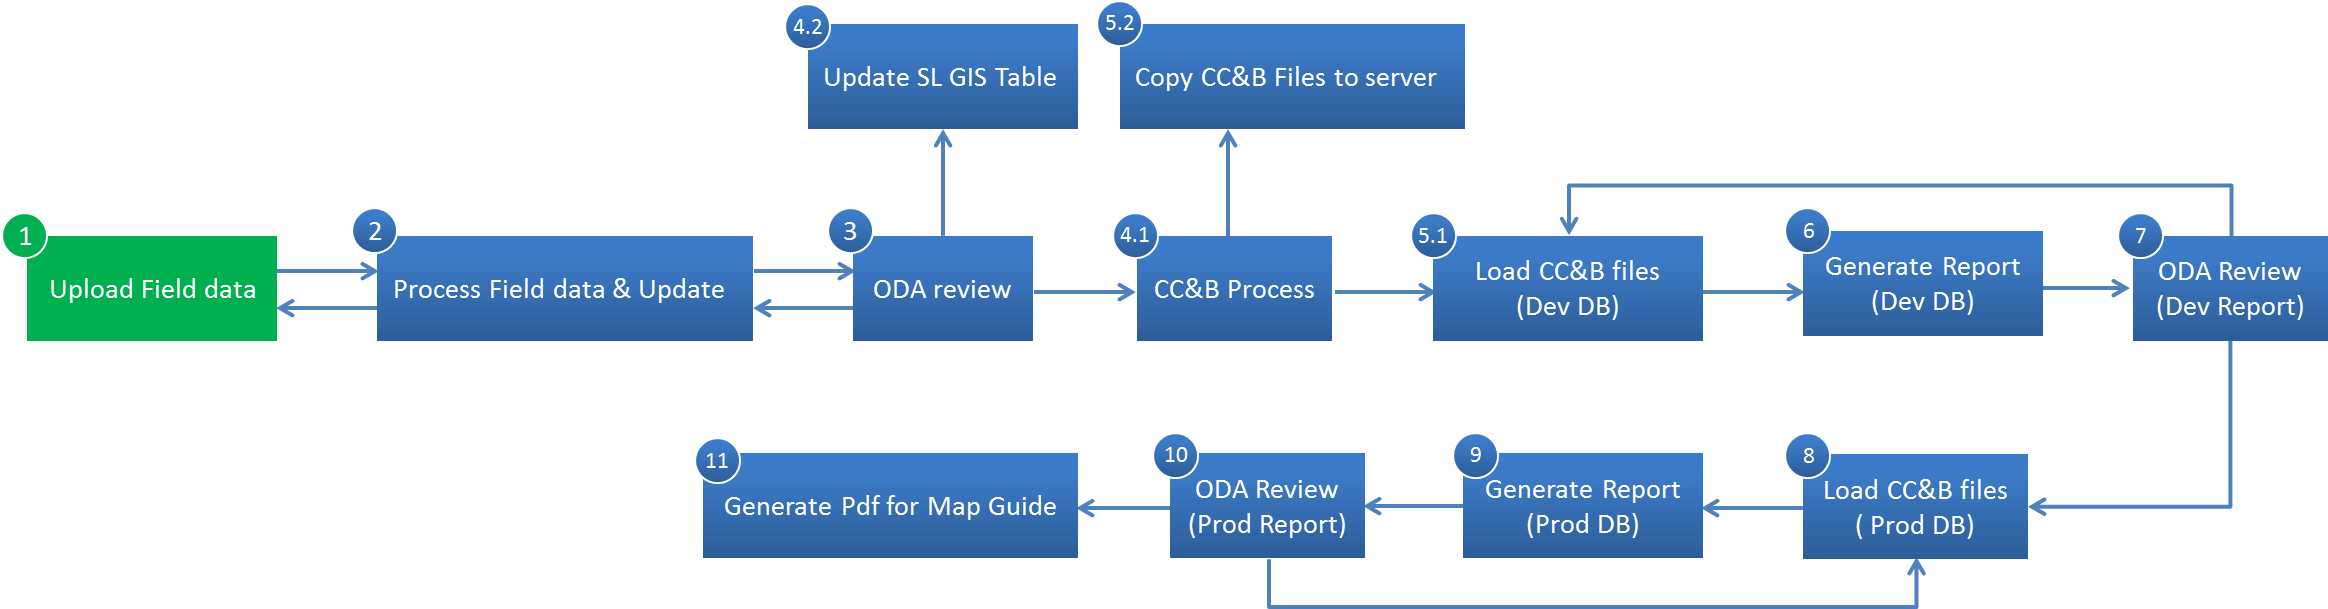 4.2
Update SL GIS Table
5.2
Copy CC&B Files to server
1
Upload Field data
2
Process Field data & Update
3
ODA review
4.1
CC&B Process
5.1
Load CC&B files
(Dev DB)
6
Generate Report
(Dev DB)
7
ODA Review
(Dev Report)
11
Generate Pdf for Map Guide
10
ODA Review
(Prod Report)
9
Generate Report
(Prod DB)
8
Load CC&B files
( Prod DB)